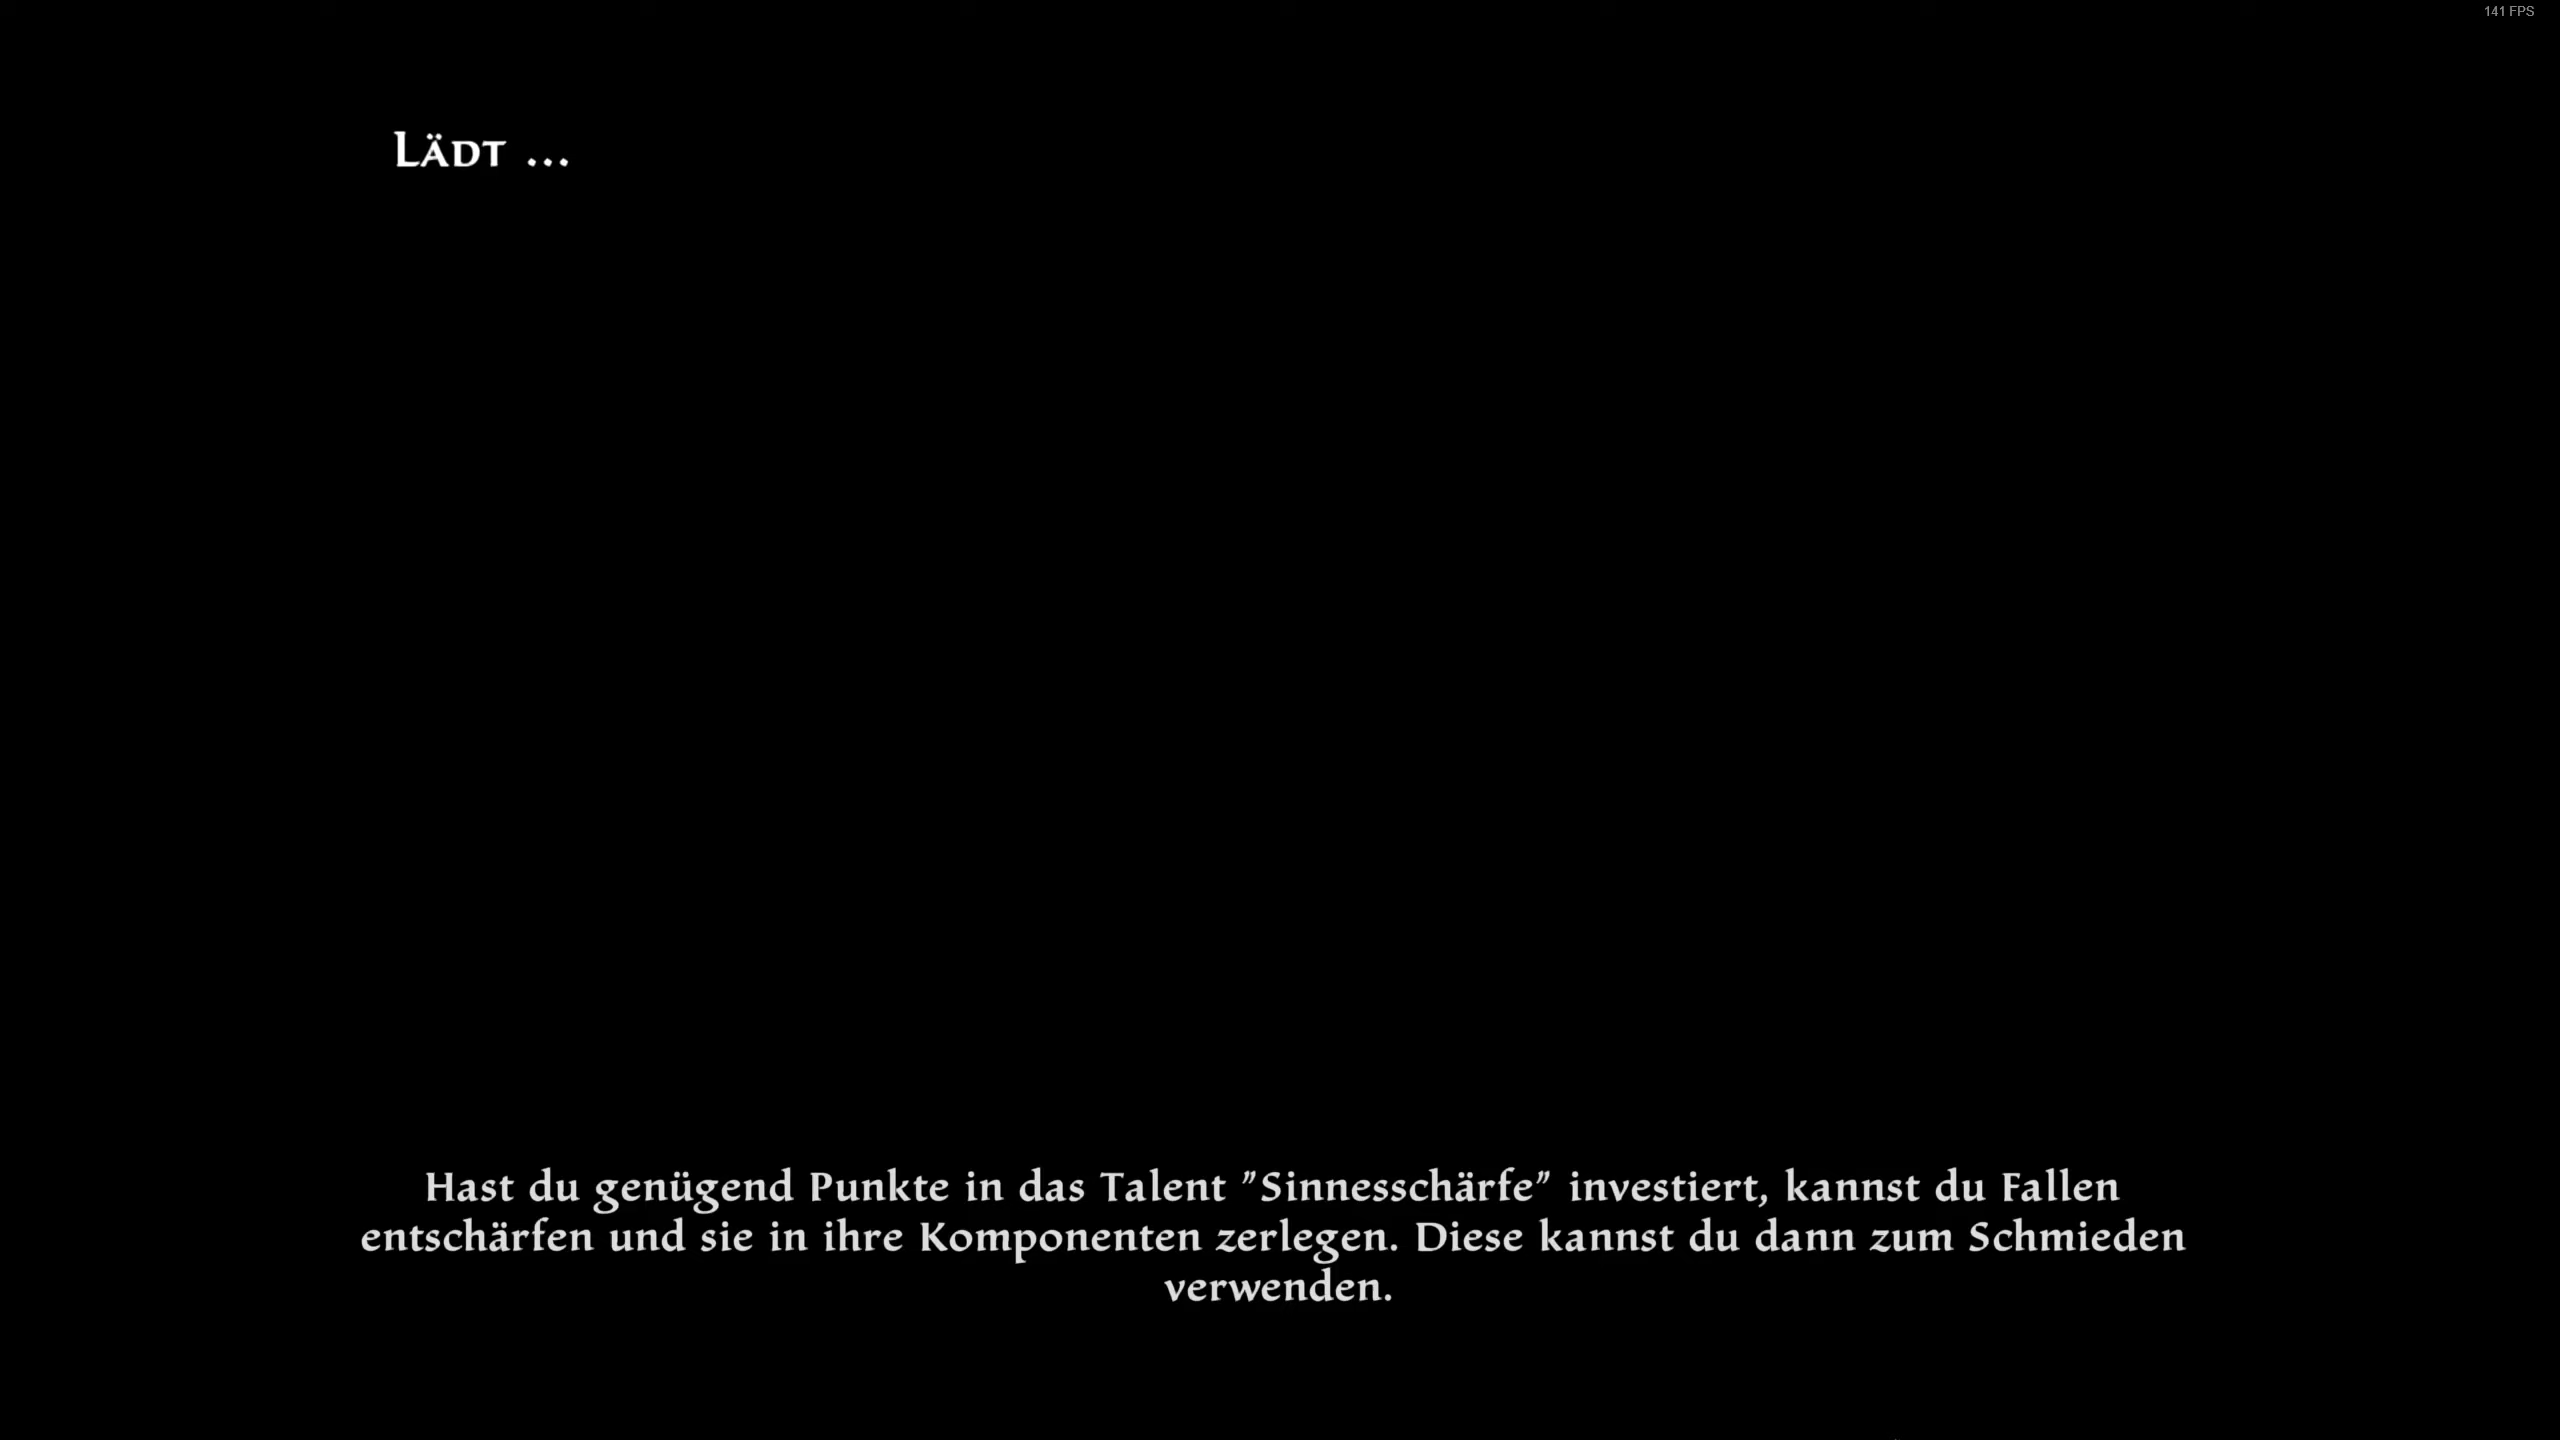 141 FPS
Lädt ...
Hast du genügend Punkte in das Talent "Sinnesschärfe" investiert, kannst du Fallen
entschärfen und sie in ihre Komponenten zerlegen. Diese kannst du dann zum Schmieden
verwenden.